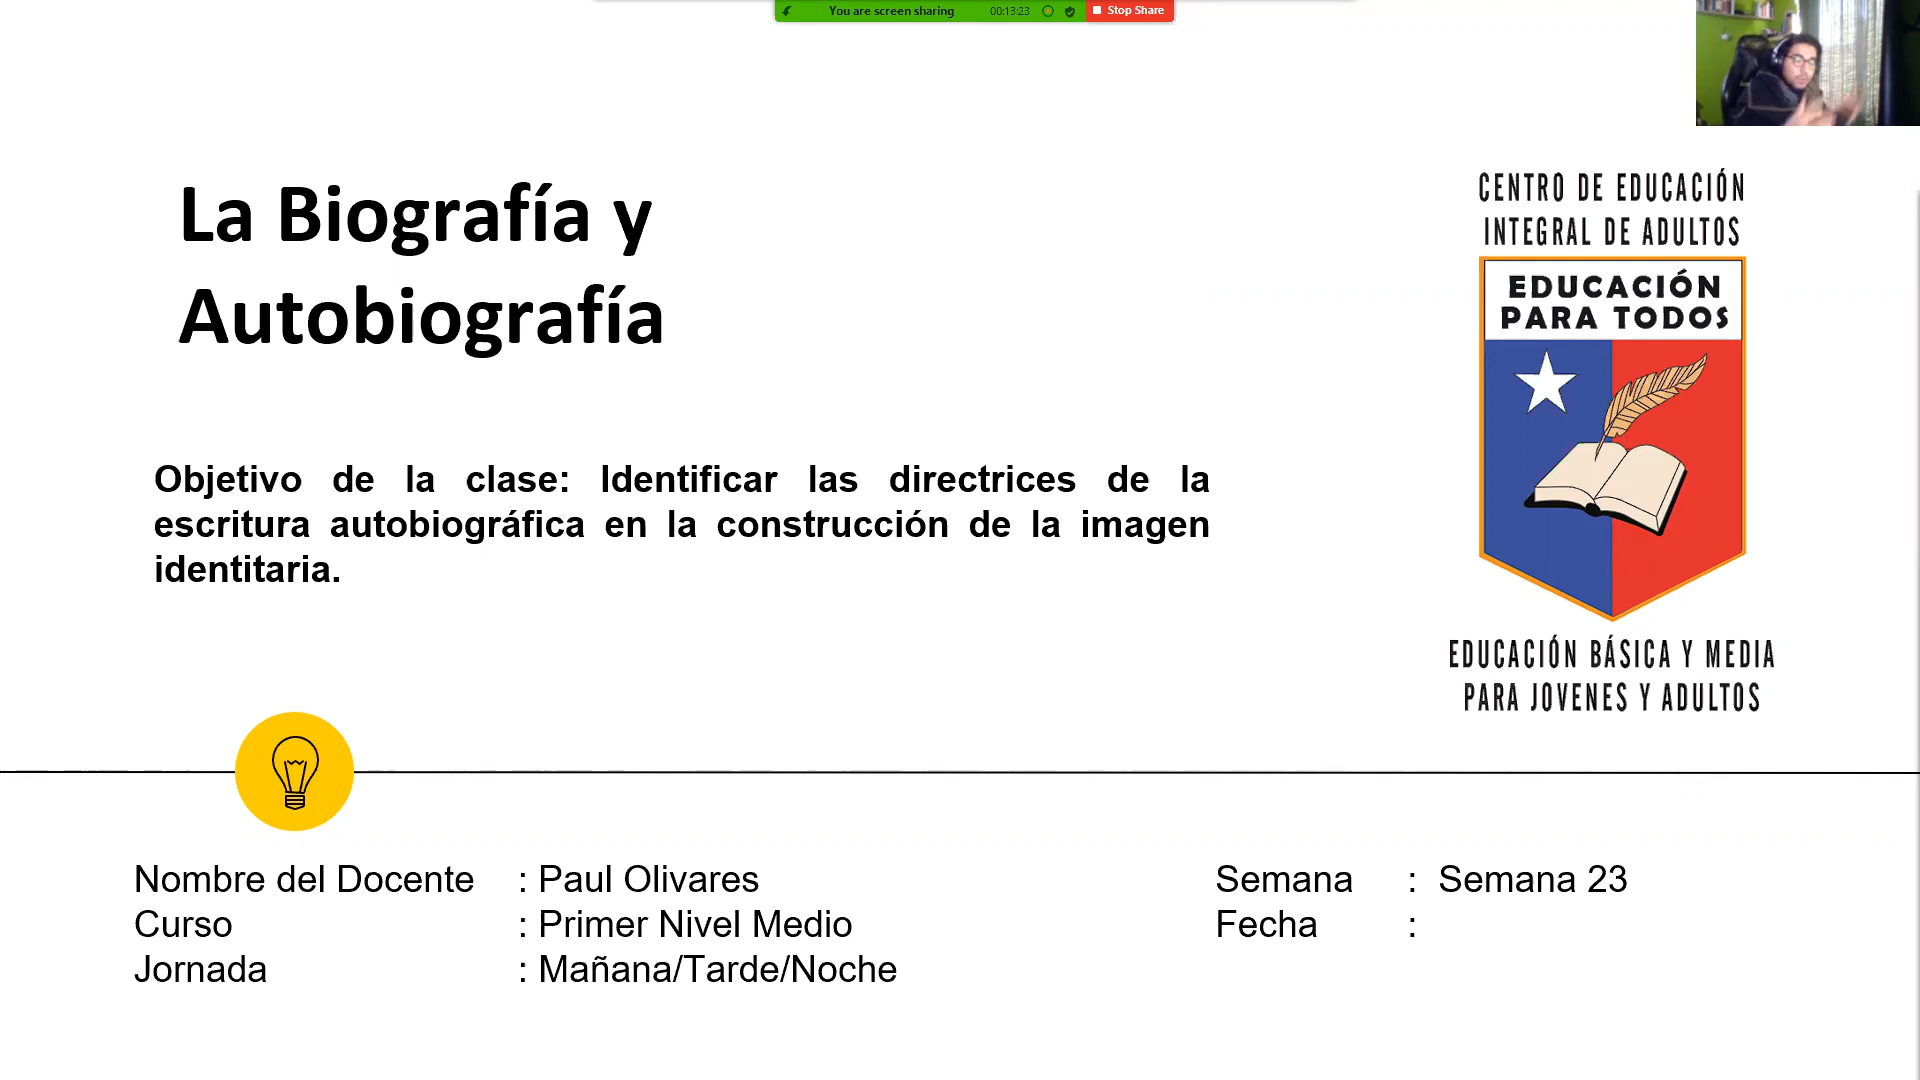 You are screen sharing 00:13:23 Stop Share
La Biografía y
Autobiografía
CENTRO DE EDUCACIÓN
INTEGRAL DE ADULTOS
EDUCACIÓN
PARA TODOS
EDUCACIÓN BÁSICA Y MEDIA
PARA JOVENES Y ADULTOS
Objetivo de la clase: Identificar las directrices de la
escritura autobiográfica en la construcción de la imagen
identitaria.
Nombre del Docente : Paul Olivares
Curso : Primer Nivel Medio
Jornada : Mañana/Tarde/Noche
Semana : Semana 23
Fecha :